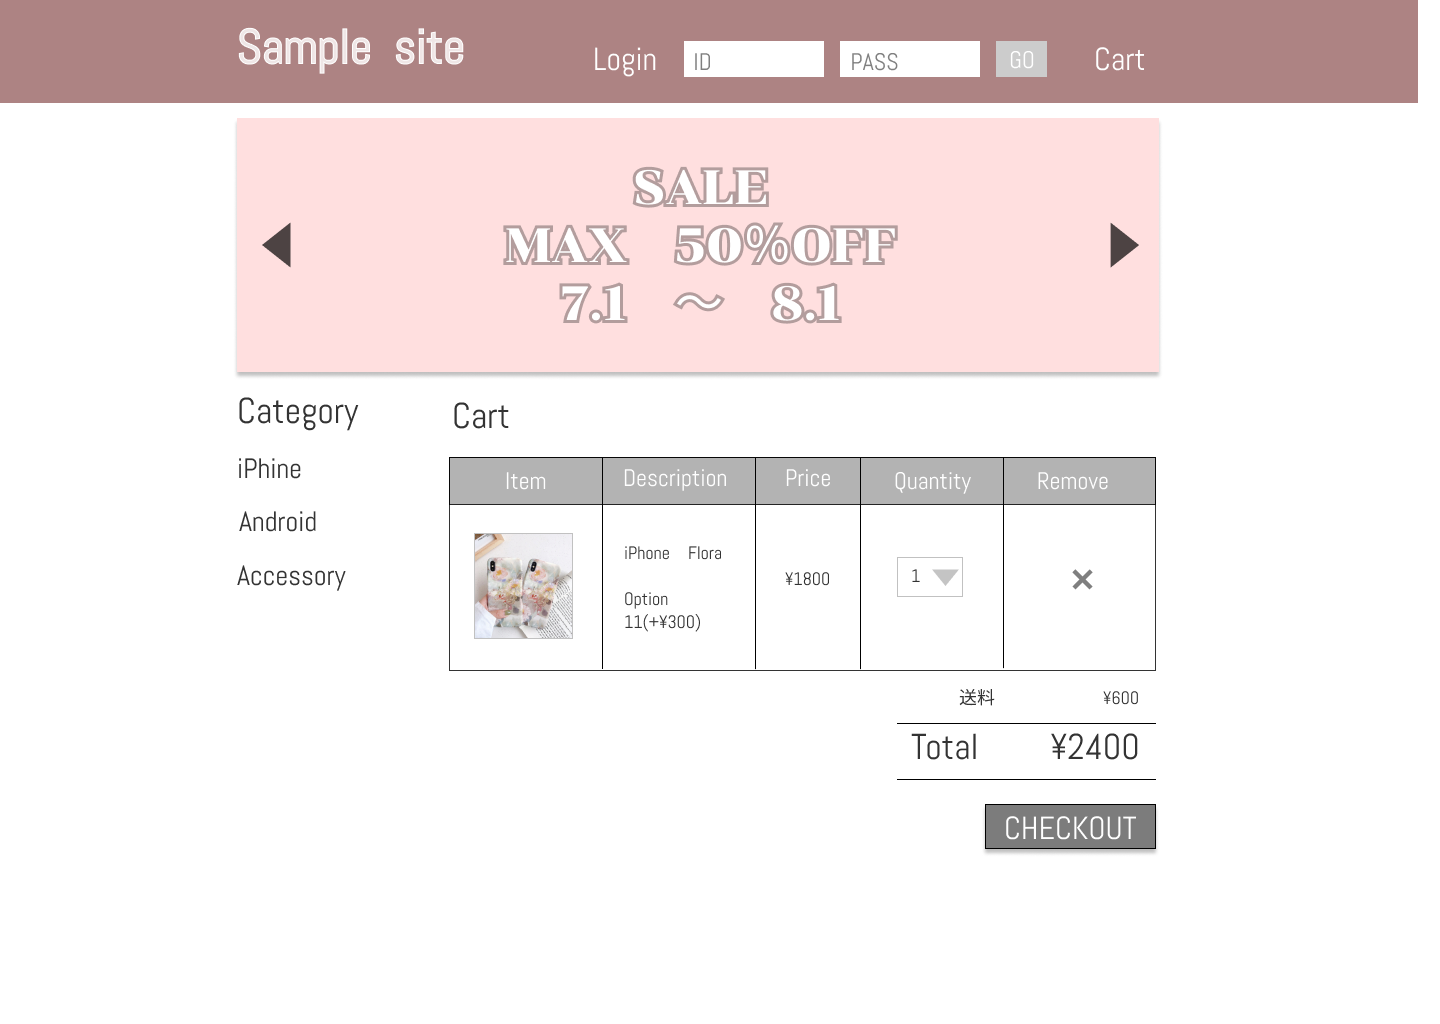 Sample site
Login ID PASS GO Cart
SALE
MAX 50%OFF
7.1 ～ 8.1
Category
iPhine
Android
Accessory
Cart
Item Description Price Quantity Remove
iPhone Flora
Option
11(+¥300)
¥1800
1
送料 ¥600
Total ¥2400
CHECKOUT